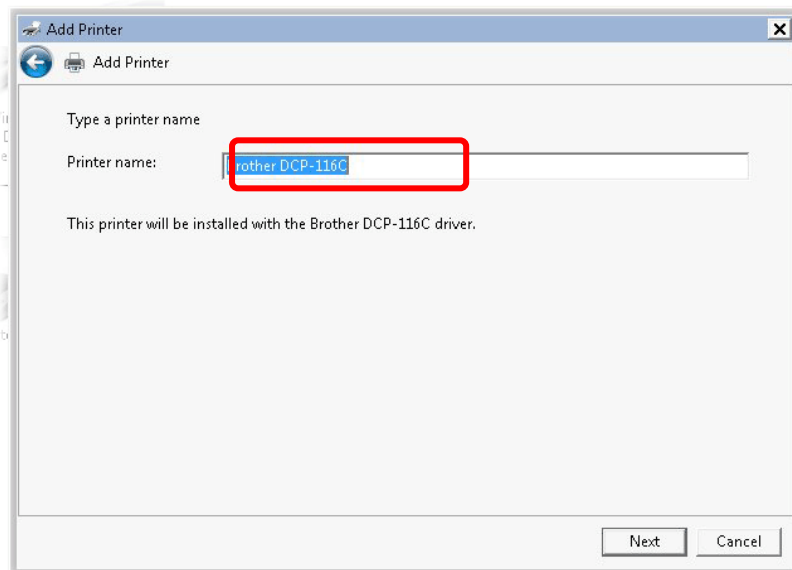 Add Printer
Add Printer
Type a printer name
Printer name:
Brother DCP-116C
This printer will be installed with the Brother DCP-116C driver.
Next
Cancel